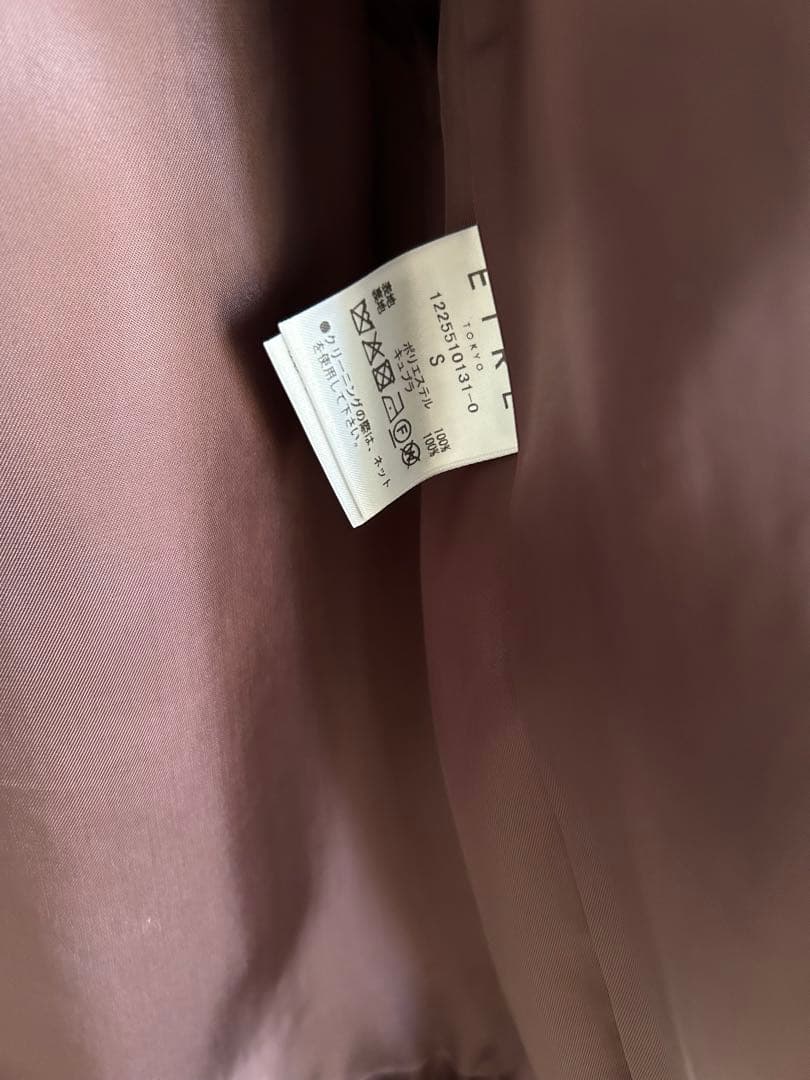 ETRÉ
TOKYO
1225510131-0
S
表地 ポリエステル 100%
裏地 キュプラ 100%
F
W
●クリーニングの際は、ネット
を使用して下さい。